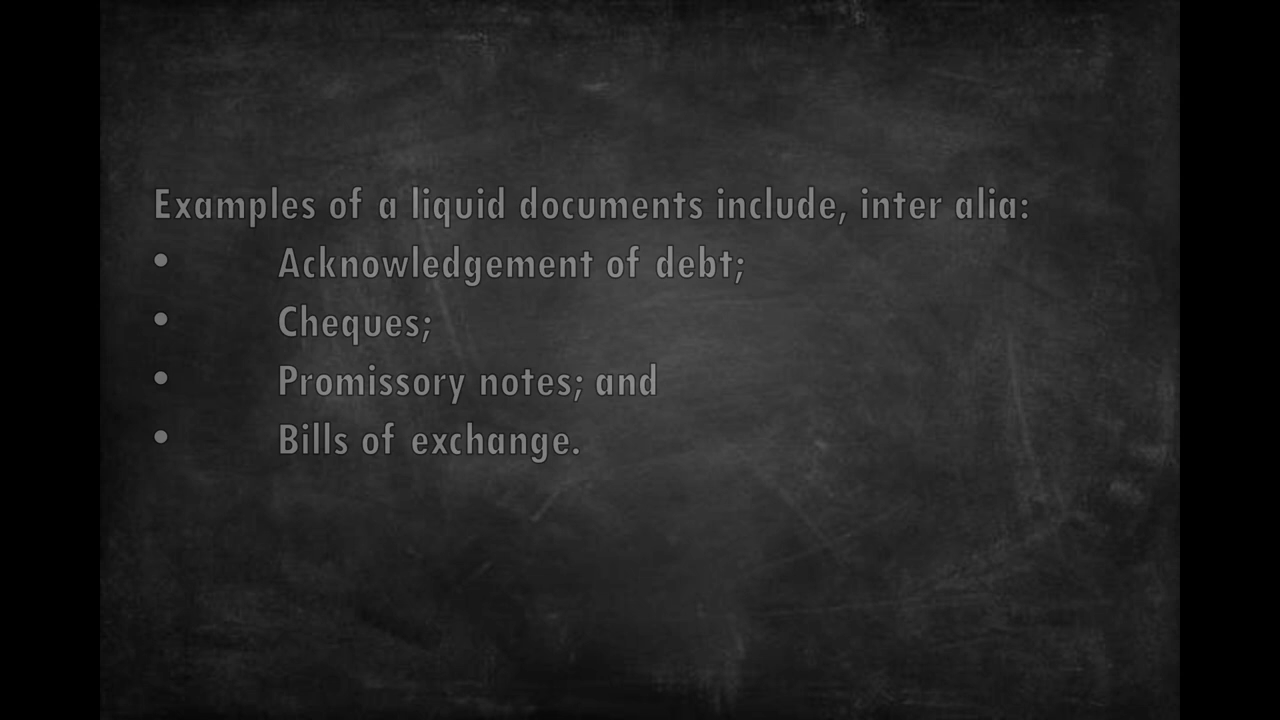 Examples of a liquid documents include, inter alia:
• Acknowledgement of debt;
• Cheques;
• Promissory notes; and
• Bills of exchange.